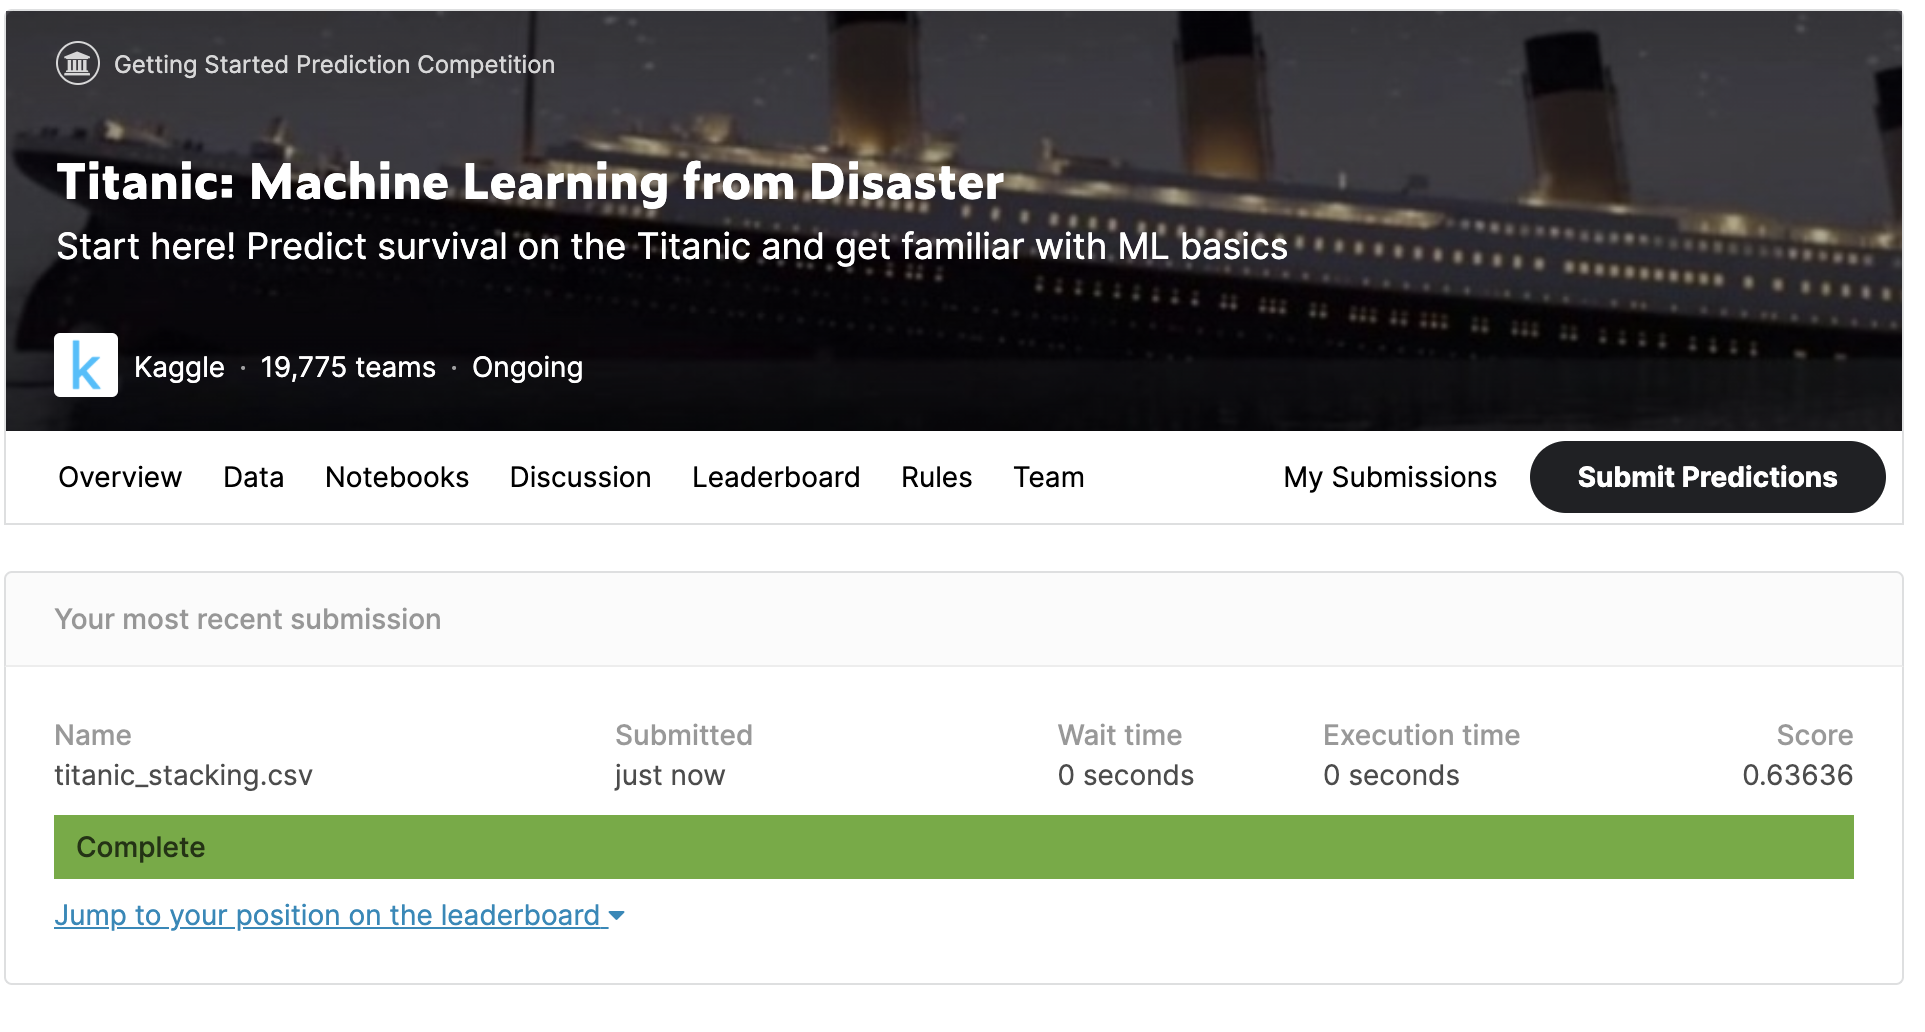 Getting Started Prediction Competition
Titanic: Machine Learning from Disaster
Start here! Predict survival on the Titanic and get familiar with ML basics
k
Kaggle · 19,775 teams · Ongoing
Overview Data Notebooks Discussion Leaderboard Rules Team My Submissions Submit Predictions
Your most recent submission
Name Submitted Wait time Execution time Score
titanic_stacking.csv just now 0 seconds 0 seconds 0.63636
Complete
Jump to your position on the leaderboard